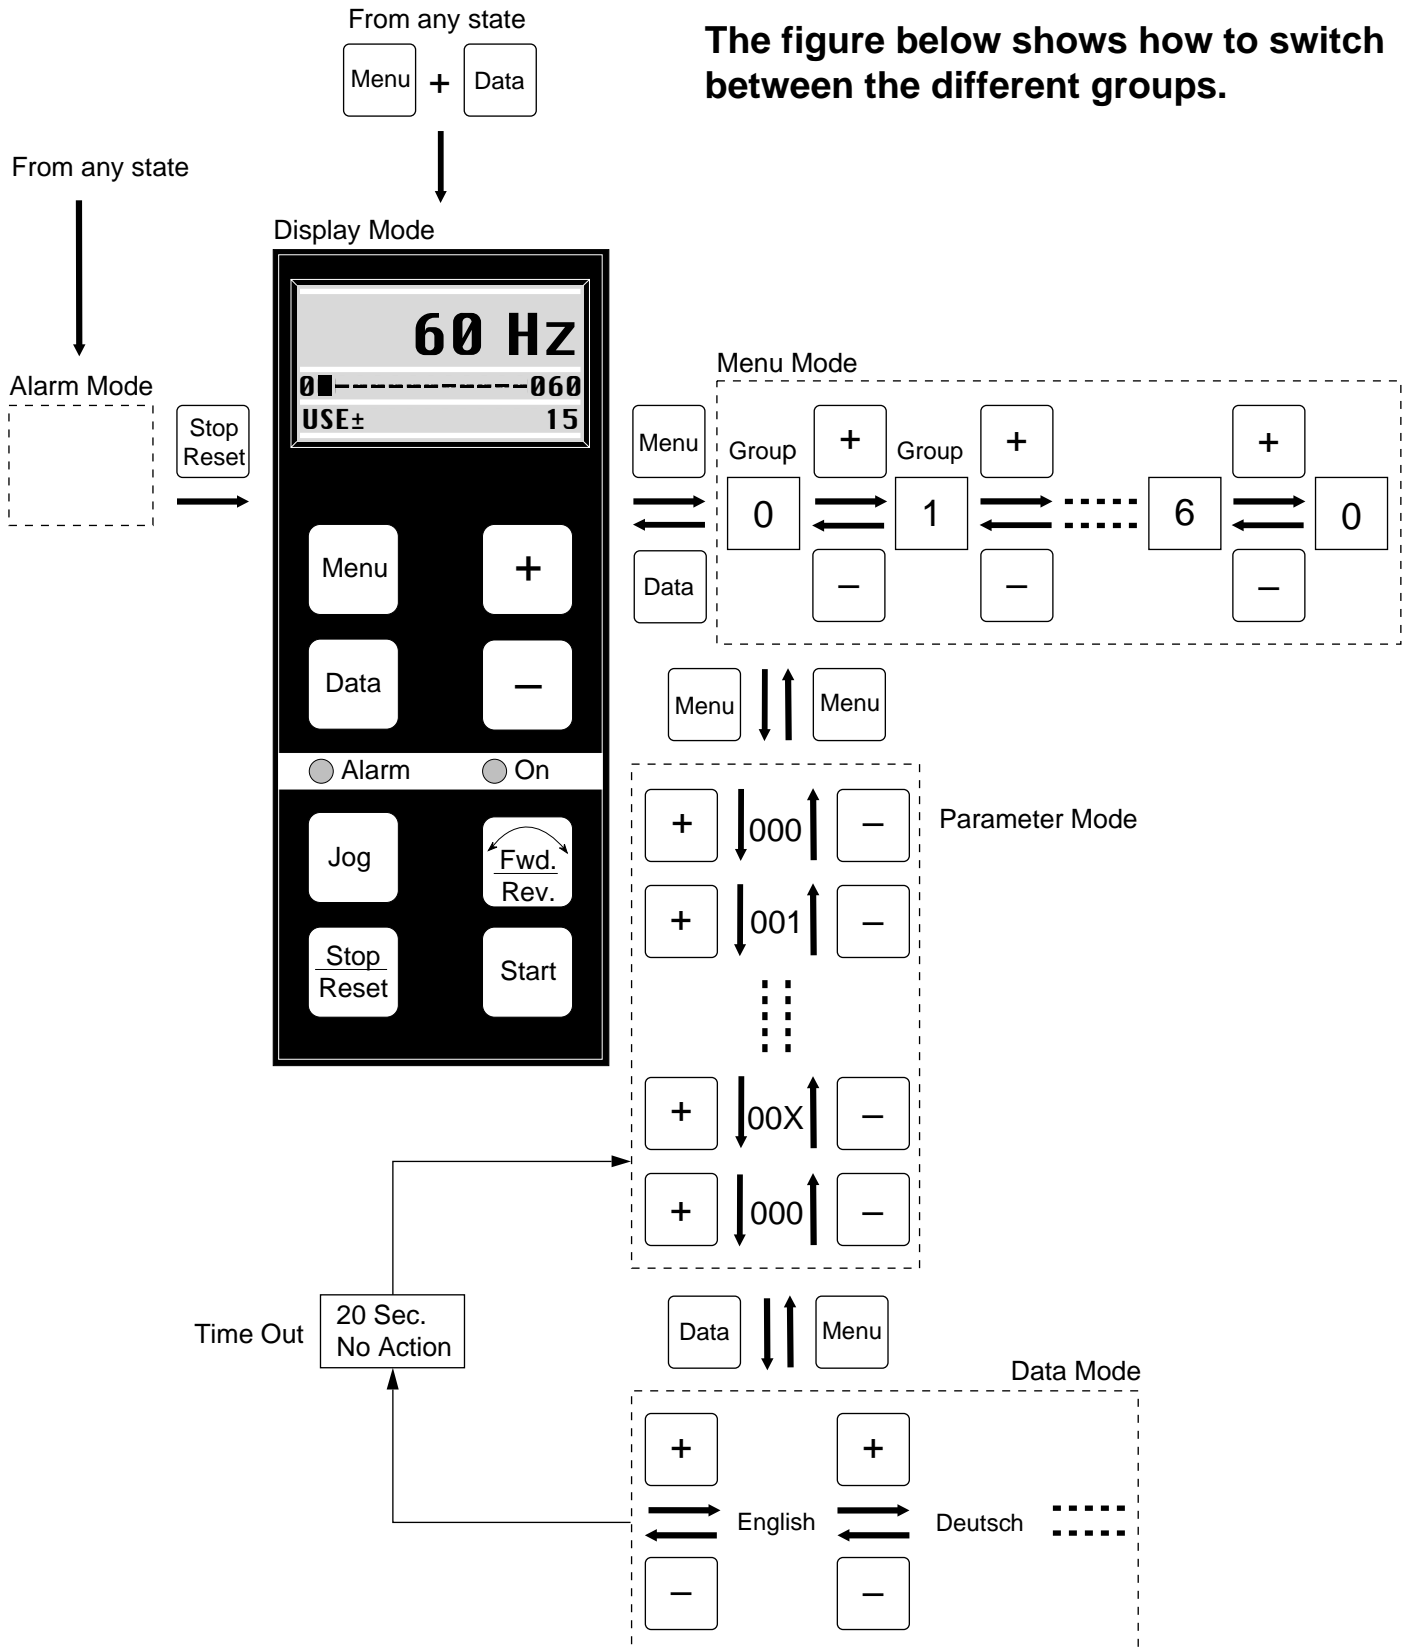 From any state
The figure below shows how to switch
between the different groups.
Menu + Data
From any state
Display Mode
60 Hz
0▮-----------060
USE± 15
Alarm Mode
Stop
Reset
Menu Mode
Menu
Group
+
Group
+
+
0
1
6
0
Data
–
–
–
Menu +
Data –
Alarm On
Jog
Fwd.
Rev.
Stop
Reset
Start
Menu
Menu
Parameter Mode
+ 000 –
+ 001 –
+ 00X –
+ 000 –
Time Out
20 Sec.
No Action
Data
Menu
Data Mode
+ +
English Deutsch
– –